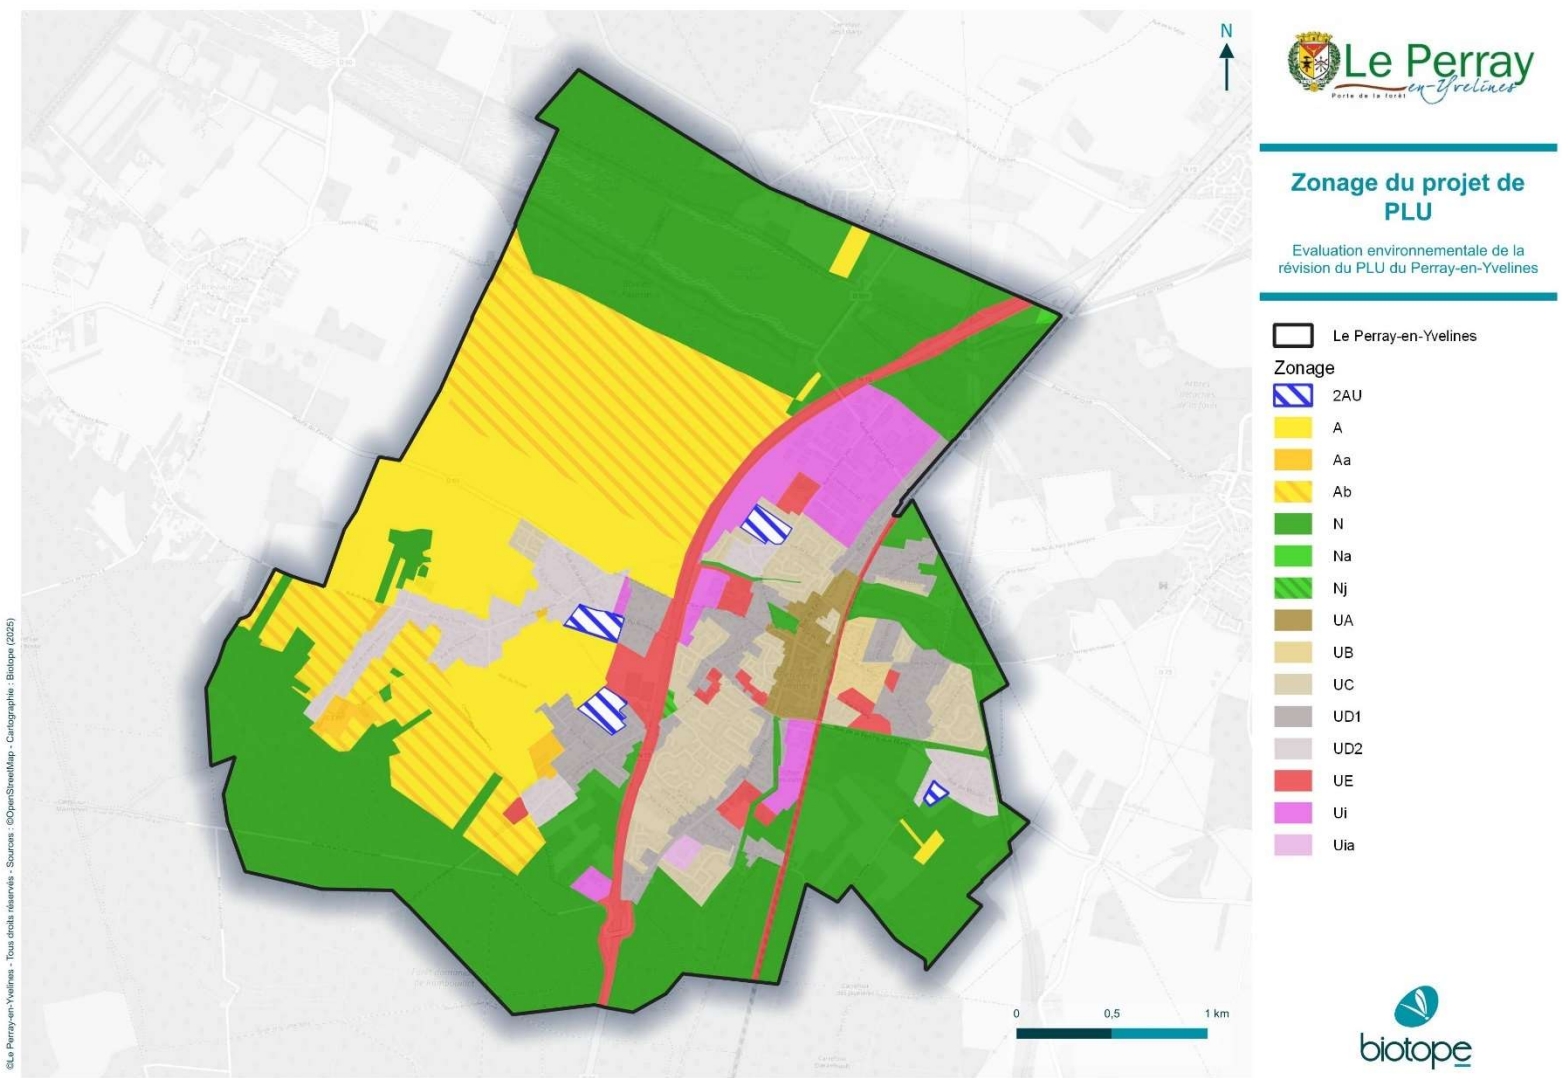 N
Le Perray
en-Yvelines
Porte de la forêt
Zonage du projet de
PLU
Evaluation environnementale de la
révision du PLU du Perray-en-Yvelines
Le Perray-en-Yvelines
Zonage
2AU
A
Aa
Ab
N
Na
Nj
UA
UB
UC
UD1
UD2
UE
Ui
Uia
0 0,5 1 km
biotope
©Le Perray-en-Yvelines - Tous droits réservés - Sources : ©OpenStreetMap - Cartographie : Biotope (2025)